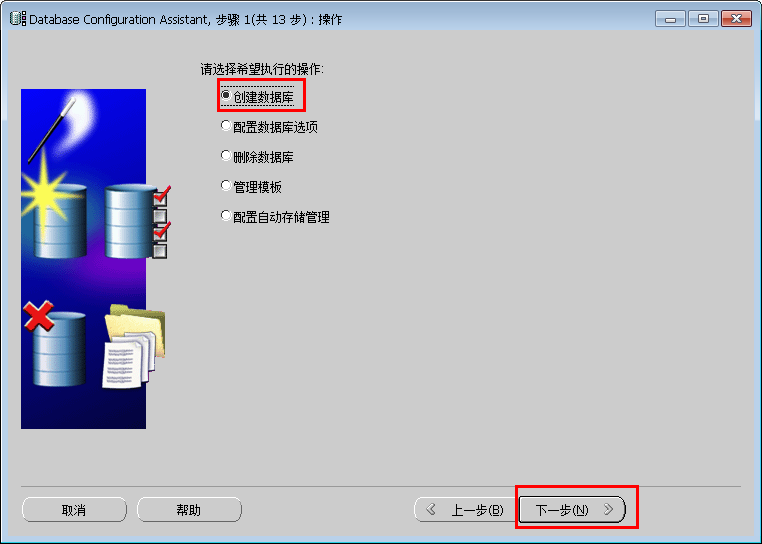 Database Configuration Assistant, 步骤 1(共 13 步) : 操作
请选择希望执行的操作:
创建数据库
配置数据库选项
删除数据库
管理模板
配置自动存储管理
取消
帮助
上一步(B)
下一步(N)